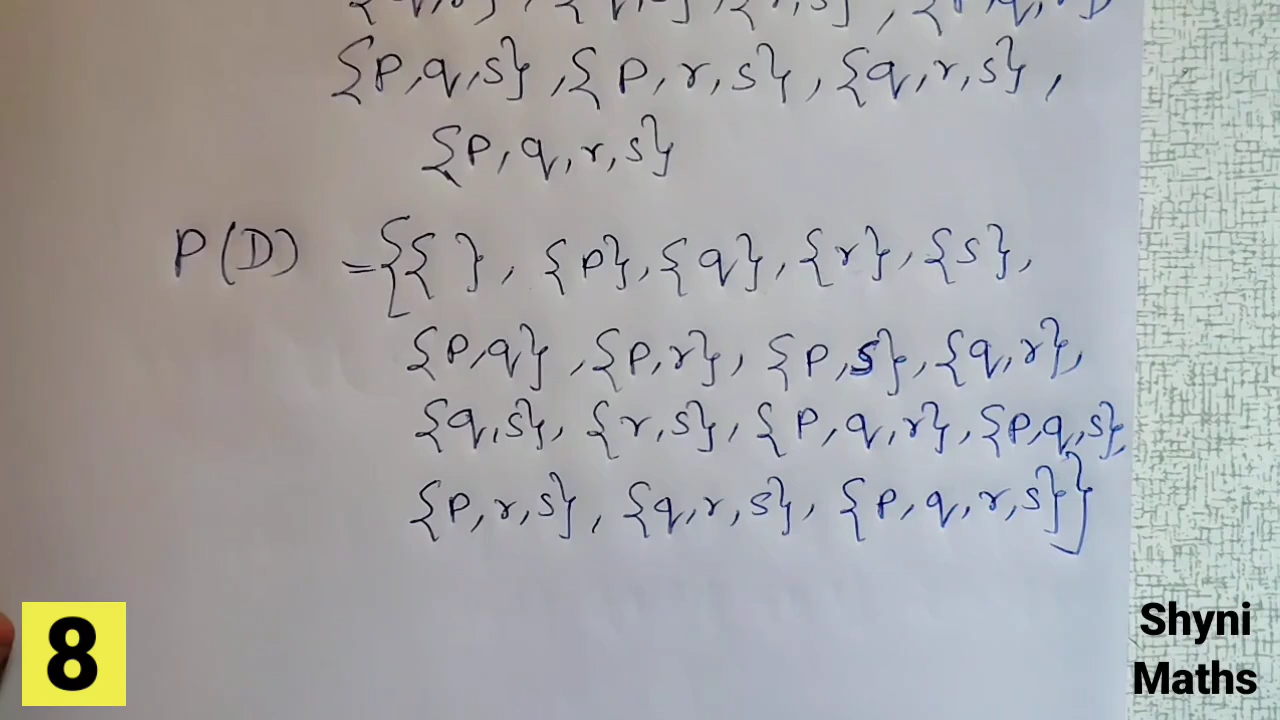 {p,q,s}, {p,r,s}, {q,r,s},
{p,q,r,s}
P(D) = {{ }, {p}, {q}, {r}, {s},
{p,q}, {p,r}, {p,s}, {q,r},
{q,s}, {r,s}, {p,q,r}, {p,q,s},
{p,r,s}, {q,r,s}, {p,q,r,s}}
8
Shyni
Maths